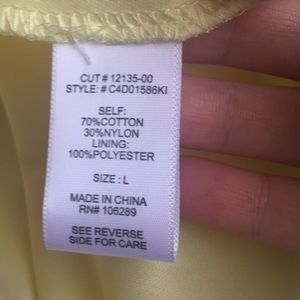 CUT # 12135-00
STYLE: #C4D01586KI
SELF:
70%COTTON
30%NYLON
LINING:
100%POLYESTER
SIZE : L
MADE IN CHINA
RN# 106289
SEE REVERSE
SIDE FOR CARE